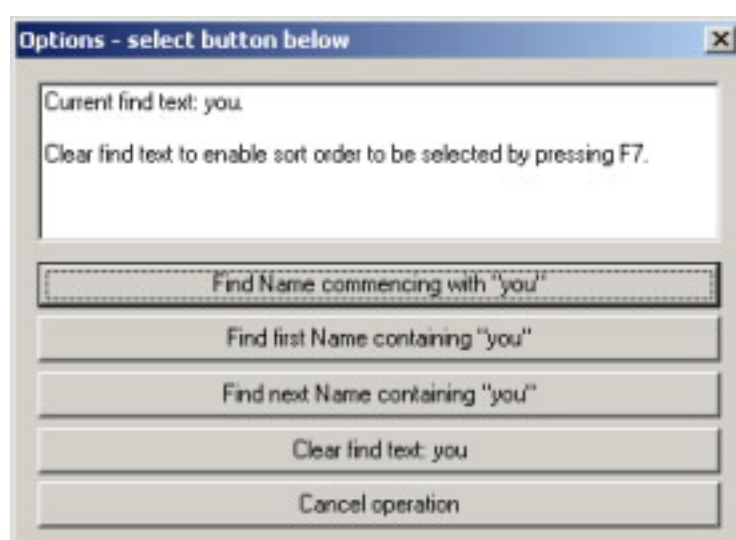 Options - select button below
Current find text: you.
Clear find text to enable sort order to be selected by pressing F7.
Find Name commencing with "you"
Find first Name containing "you"
Find next Name containing "you"
Clear find text: you
Cancel operation